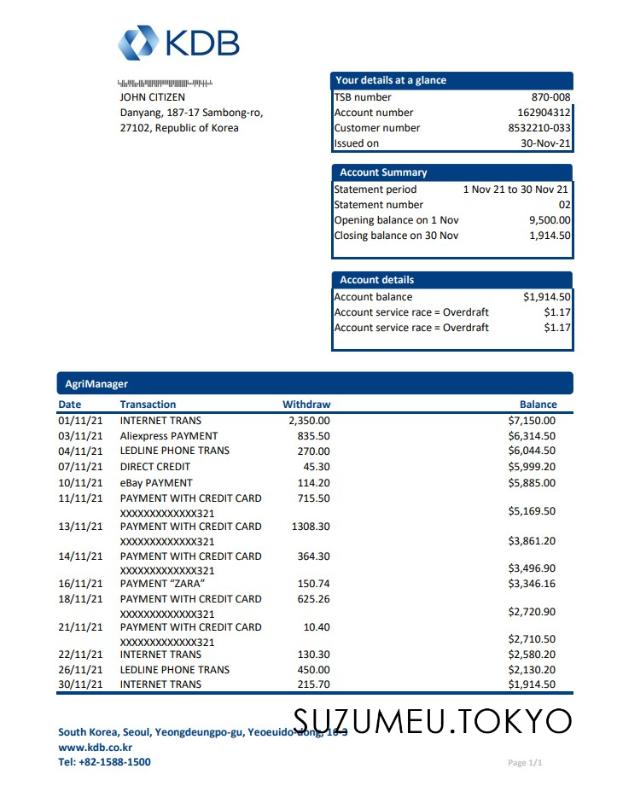 KDB
JOHN CITIZEN
Danyang, 187-17 Sambong-ro,
27102, Republic of Korea
Your details at a glance
TSB number 870-008
Account number 162904312
Customer number 8532210-033
Issued on 30-Nov-21
Account Summary
Statement period 1 Nov 21 to 30 Nov 21
Statement number 02
Opening balance on 1 Nov 9,500.00
Closing balance on 30 Nov 1,914.50
Account details
Account balance $1,914.50
Account service race = Overdraft $1.17
Account service race = Overdraft $1.17
AgriManager
Date Transaction Withdraw Balance
01/11/21 INTERNET TRANS 2,350.00 $7,150.00
03/11/21 Aliexpress PAYMENT 835.50 $6,314.50
04/11/21 LEDLINE PHONE TRANS 270.00 $6,044.50
07/11/21 DIRECT CREDIT 45.30 $5,999.20
10/11/21 eBay PAYMENT 114.20 $5,885.00
11/11/21 PAYMENT WITH CREDIT CARD 715.50
XXXXXXXXXXXXX321 $5,169.50
13/11/21 PAYMENT WITH CREDIT CARD 1308.30
XXXXXXXXXXXXX321 $3,861.20
14/11/21 PAYMENT WITH CREDIT CARD 364.30
XXXXXXXXXXXXX321 $3,496.90
16/11/21 PAYMENT “ZARA” 150.74 $3,346.16
18/11/21 PAYMENT WITH CREDIT CARD 625.26
XXXXXXXXXXXXX321 $2,720.90
21/11/21 PAYMENT WITH CREDIT CARD 10.40
XXXXXXXXXXXXX321 $2,710.50
22/11/21 INTERNET TRANS 130.30 $2,580.20
26/11/21 LEDLINE PHONE TRANS 450.00 $2,130.20
30/11/21 INTERNET TRANS 215.70 $1,914.50
SUZUMEU.TOKYO
South Korea, Seoul, Yeongdeungpo-gu, Yeoeuido-dong, 16-3
www.kdb.co.kr
Tel: +82-1588-1500 Page 1/1